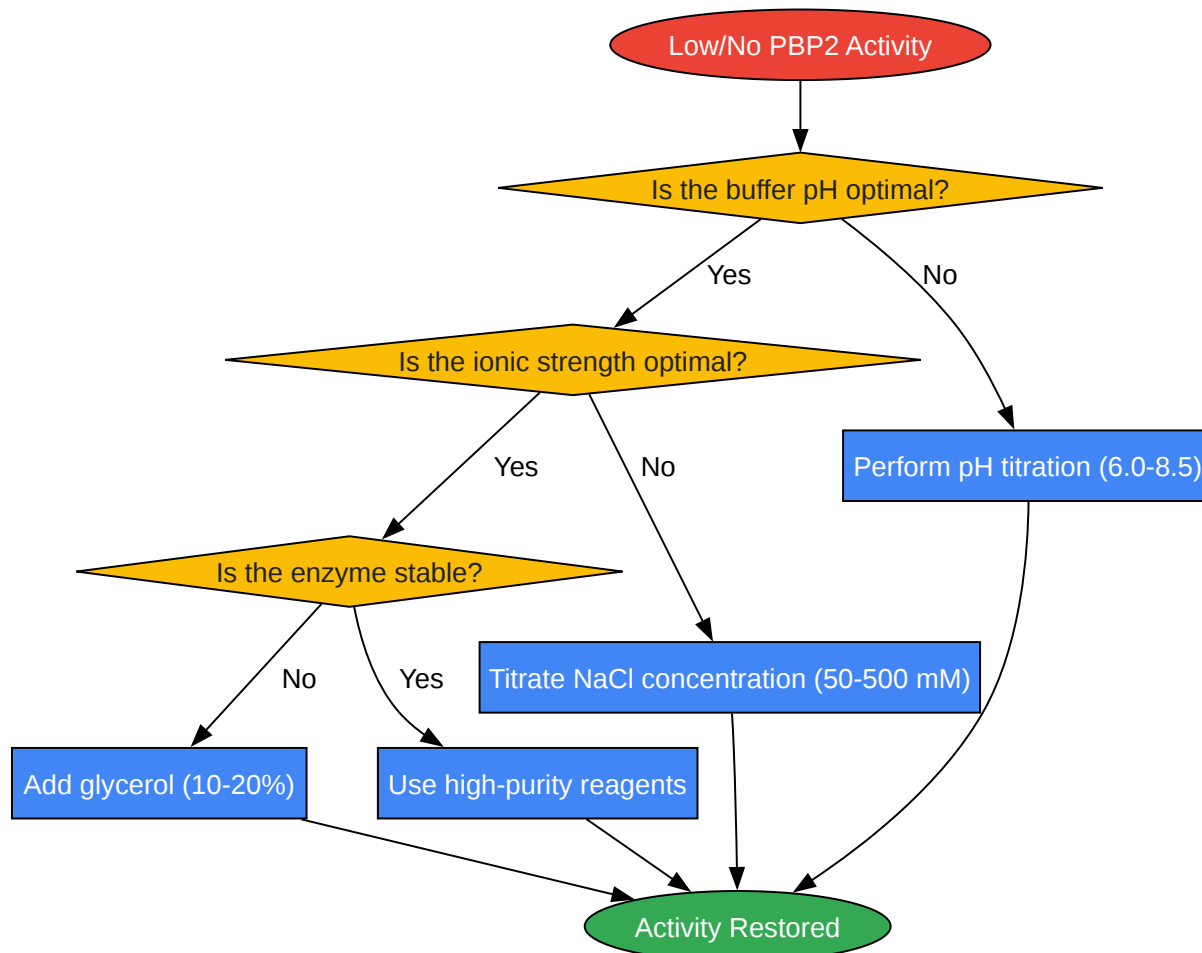 Low/No PBP2 Activity
Is the buffer pH optimal?
Yes
No
Is the ionic strength optimal?
Perform pH titration (6.0-8.5)
Yes
No
Is the enzyme stable?
Titrate NaCl concentration (50-500 mM)
No
Yes
Add glycerol (10-20%)
Use high-purity reagents
Activity Restored